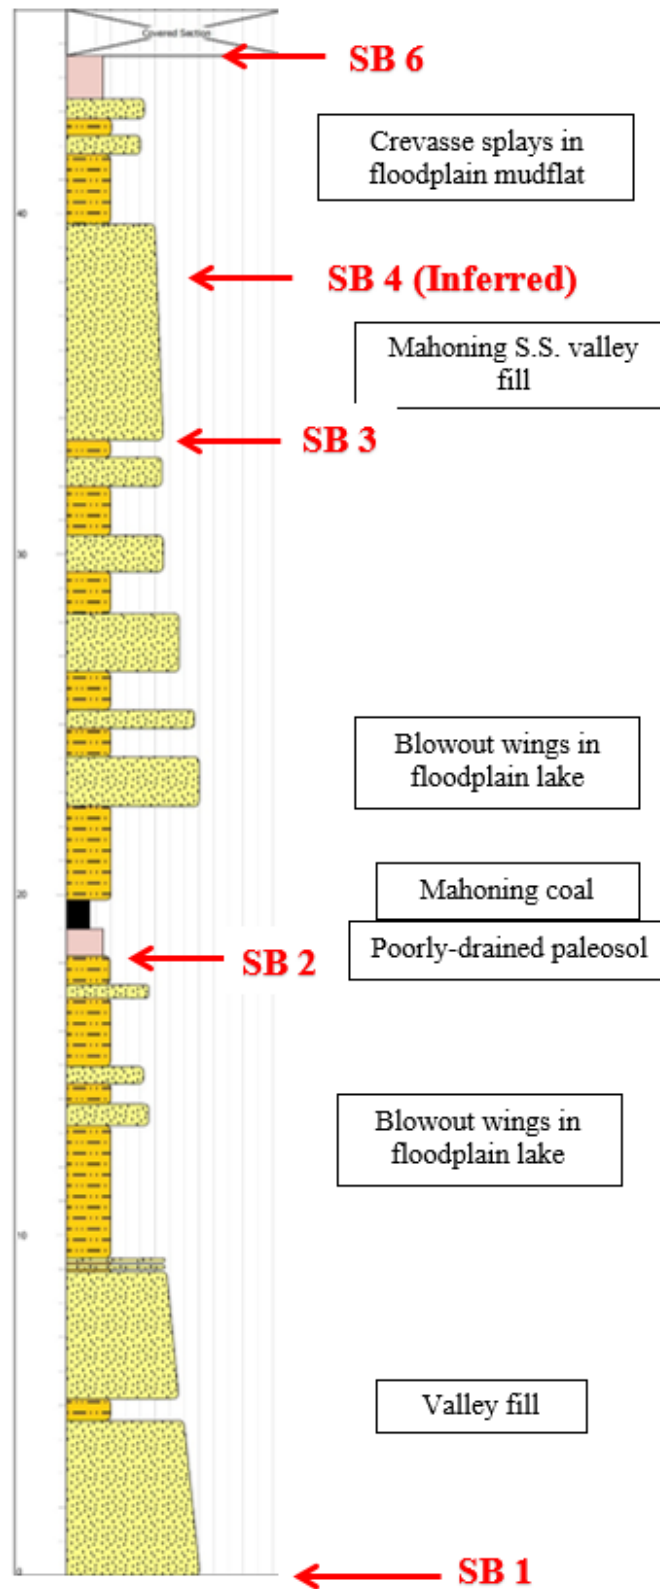 Covered Section
SB 6
Crevasse splays in
floodplain mudflat
40
SB 4 (Inferred)
Mahoning S.S. valley
fill
SB 3
30
Blowout wings in
floodplain lake
20
Mahoning coal
Poorly-drained paleosol
SB 2
Blowout wings in
floodplain lake
10
Valley fill
0
SB 1